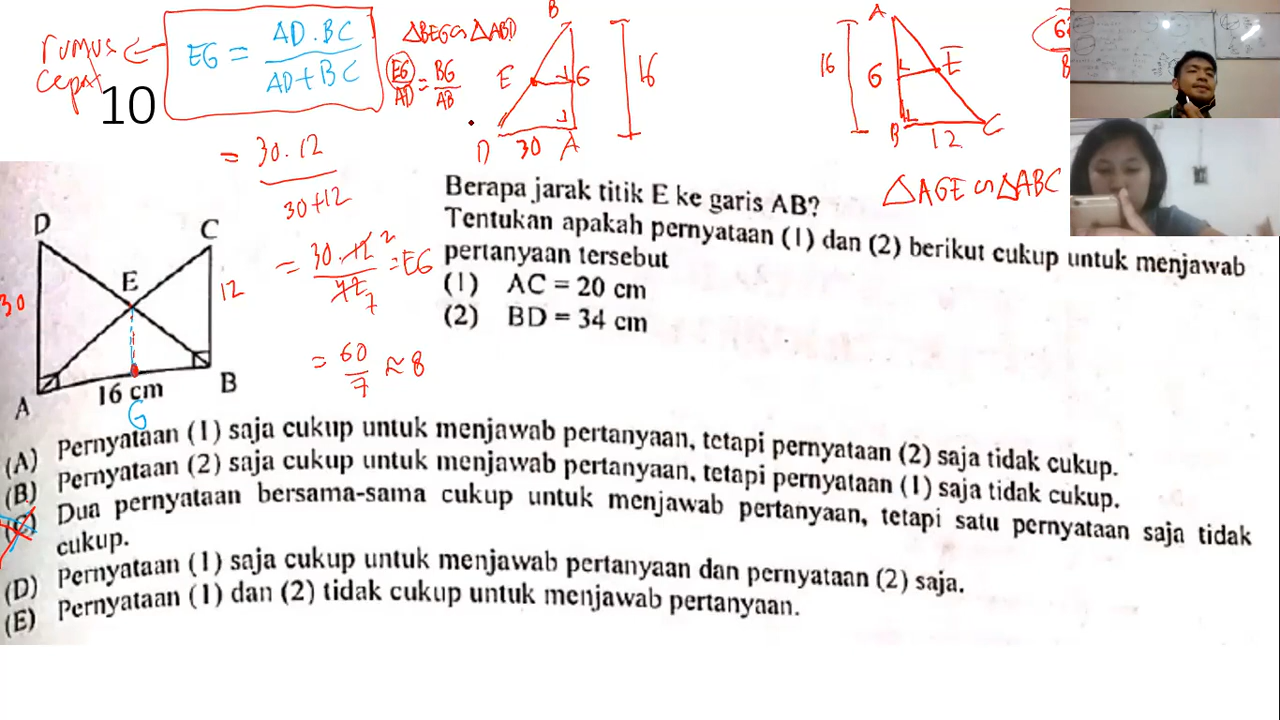 rumus cepat
EG = AD . BC / AD + BC
10
= 30 . 12 / 30+12
= 30 . 12 2 / 42 7 = EG
= 60 / 7 ≈ 8
△BEG ∽ △ABD
EG / AD = BG / AB
B
E
G
16
D
30
A
A
16
G
E
B
12
C
△AGE ∽ △ABC
D
C
E
30
12
A
16 cm
B
G
Berapa jarak titik E ke garis AB?
Tentukan apakah pernyataan (1) dan (2) berikut cukup untuk menjawab
pertanyaan tersebut
(1) AC = 20 cm
(2) BD = 34 cm
(A) Pernyataan (1) saja cukup untuk menjawab pertanyaan, tetapi pernyataan (2) saja tidak cukup.
(B) Pernyataan (2) saja cukup untuk menjawab pertanyaan, tetapi pernyataan (1) saja tidak cukup.
(C) Dua pernyataan bersama-sama cukup untuk menjawab pertanyaan, tetapi satu pernyataan saja tidak
cukup.
(D) Pernyataan (1) saja cukup untuk menjawab pertanyaan dan pernyataan (2) saja.
(E) Pernyataan (1) dan (2) tidak cukup untuk menjawab pertanyaan.